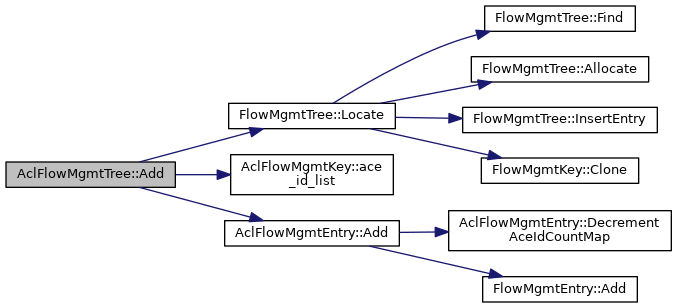 FlowMgmtTree::Find
FlowMgmtTree::Allocate
FlowMgmtTree::Locate
FlowMgmtTree::InsertEntry
FlowMgmtKey::Clone
AclFlowMgmtTree::Add
AclFlowMgmtKey::ace
_id_list
AclFlowMgmtEntry::Add
AclFlowMgmtEntry::Decrement
AceIdCountMap
FlowMgmtEntry::Add